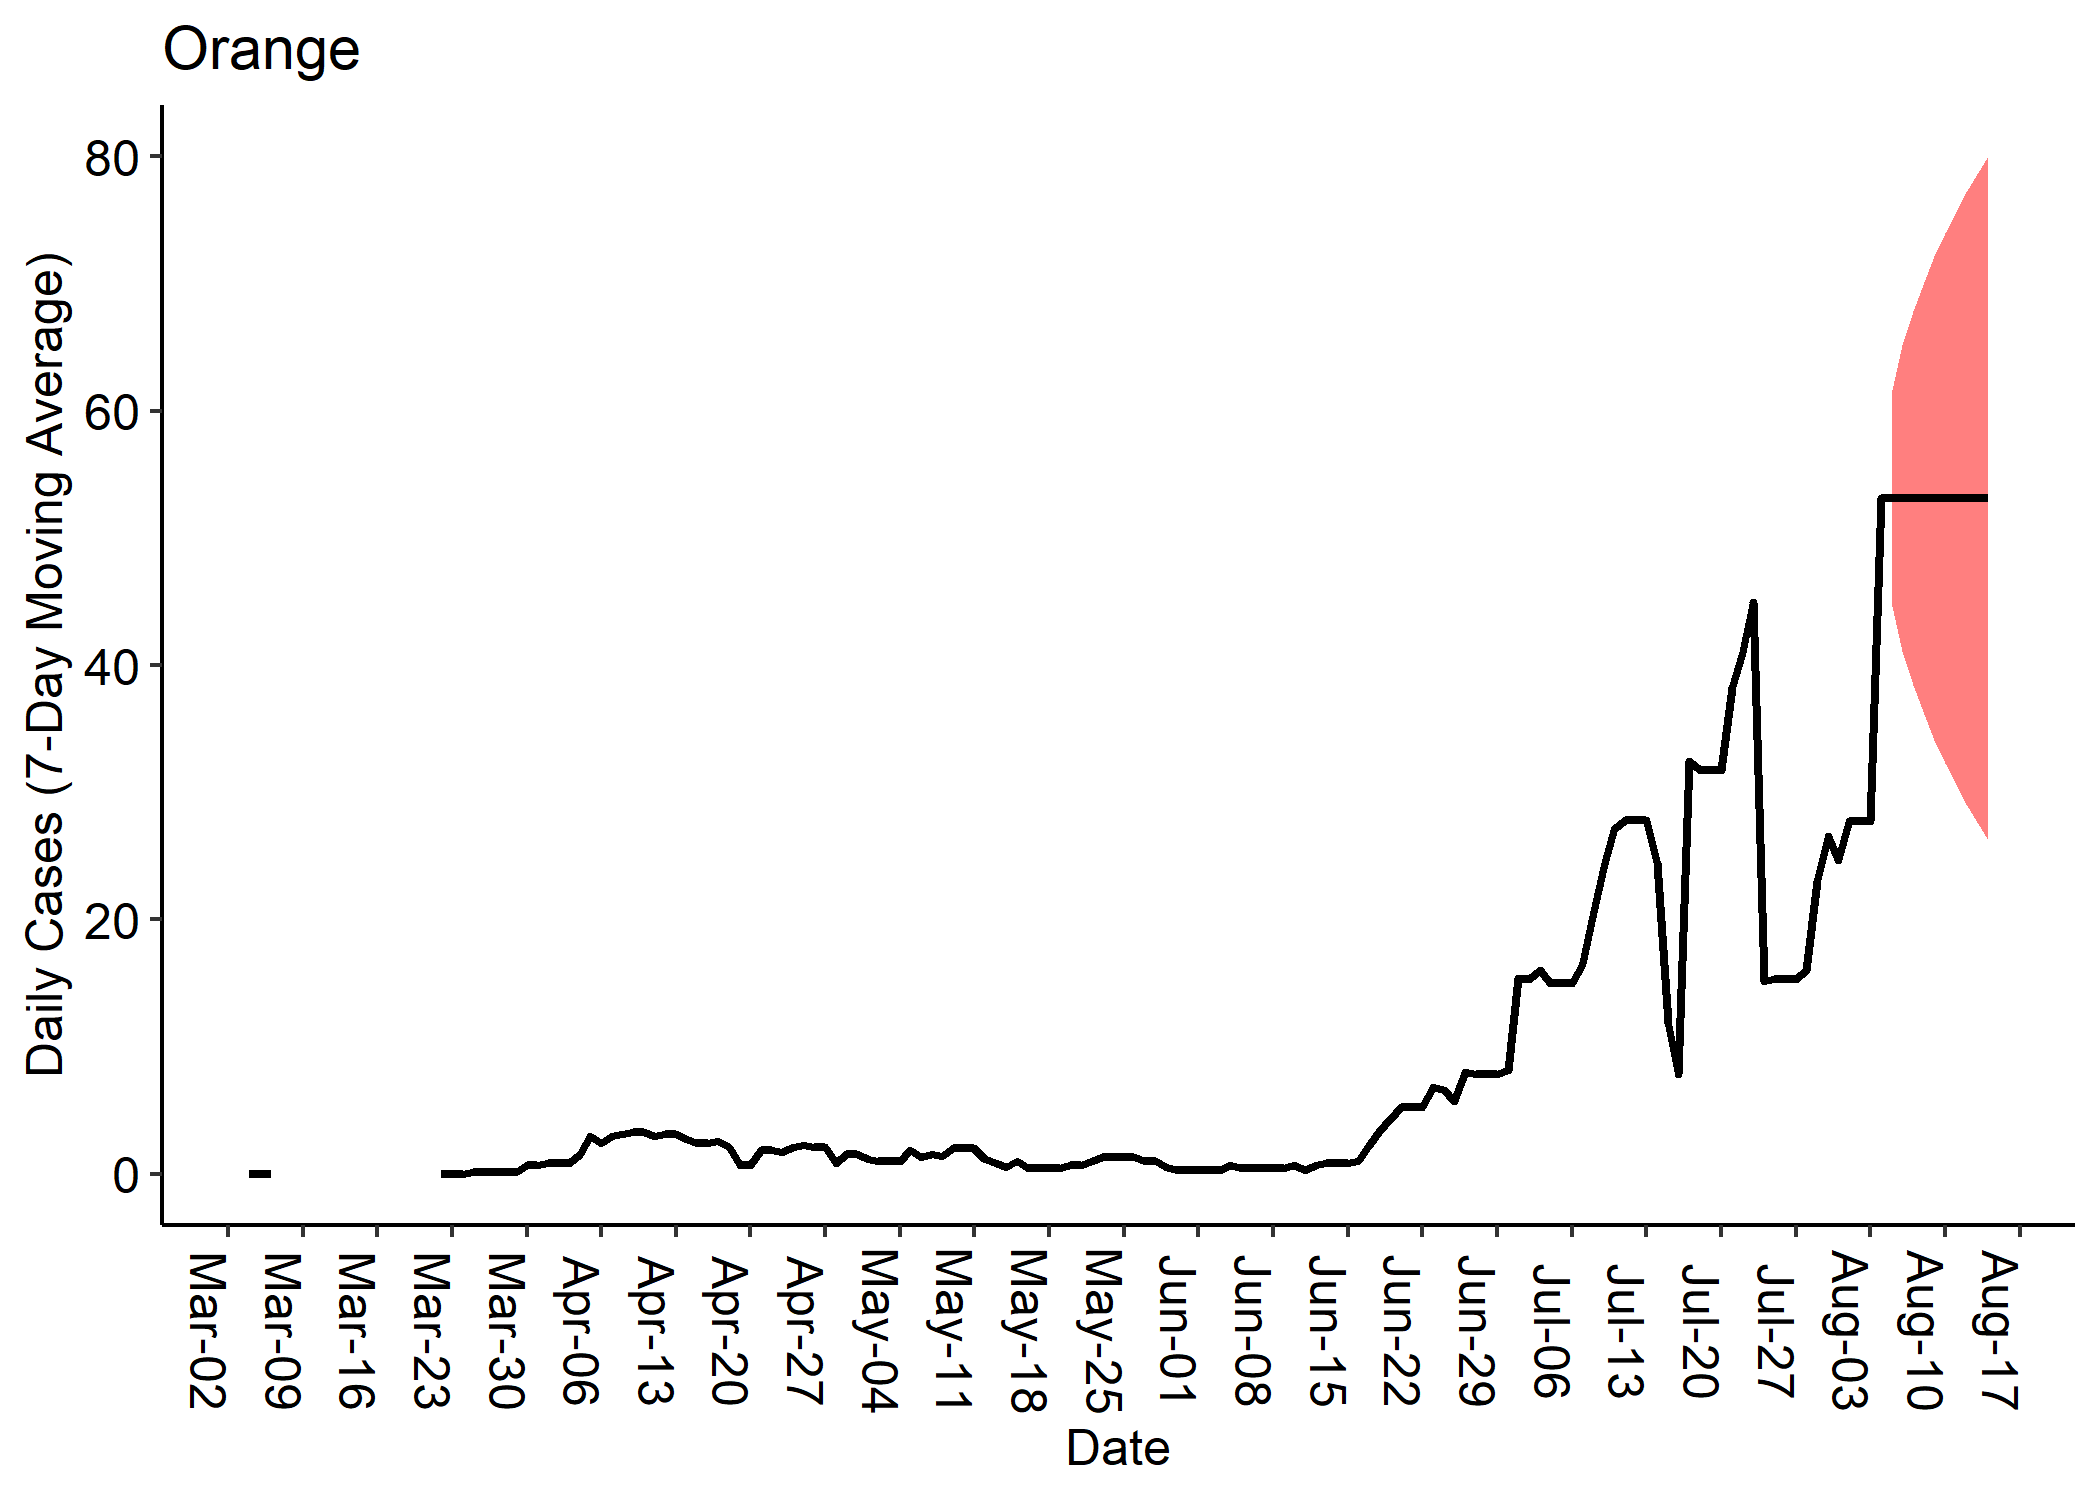 Orange
Daily Cases (7-Day Moving Average)
80
60
40
20
0
Mar-02
Mar-09
Mar-16
Mar-23
Mar-30
Apr-06
Apr-13
Apr-20
Apr-27
May-04
May-11
May-18
May-25
Jun-01
Jun-08
Jun-15
Jun-22
Jun-29
Jul-06
Jul-13
Jul-20
Jul-27
Aug-03
Aug-10
Aug-17
Date